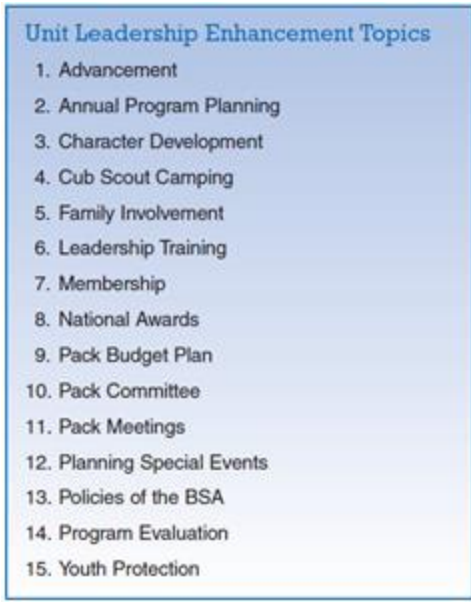 Unit Leadership Enhancement Topics
1. Advancement
2. Annual Program Planning
3. Character Development
4. Cub Scout Camping
5. Family Involvement
6. Leadership Training
7. Membership
8. National Awards
9. Pack Budget Plan
10. Pack Committee
11. Pack Meetings
12. Planning Special Events
13. Policies of the BSA
14. Program Evaluation
15. Youth Protection